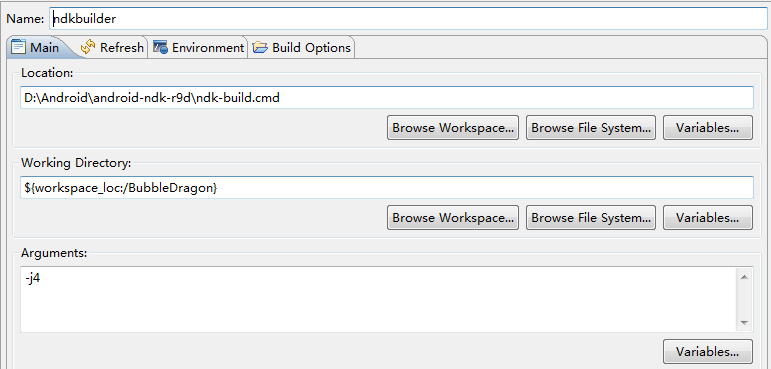 Name: ndkbuilder
Main Refresh Environment Build Options
Location:
D:\Android\android-ndk-r9d\ndk-build.cmd
Browse Workspace... Browse File System... Variables...
Working Directory:
${workspace_loc:/BubbleDragon}
Browse Workspace... Browse File System... Variables...
Arguments:
-j4
Variables...